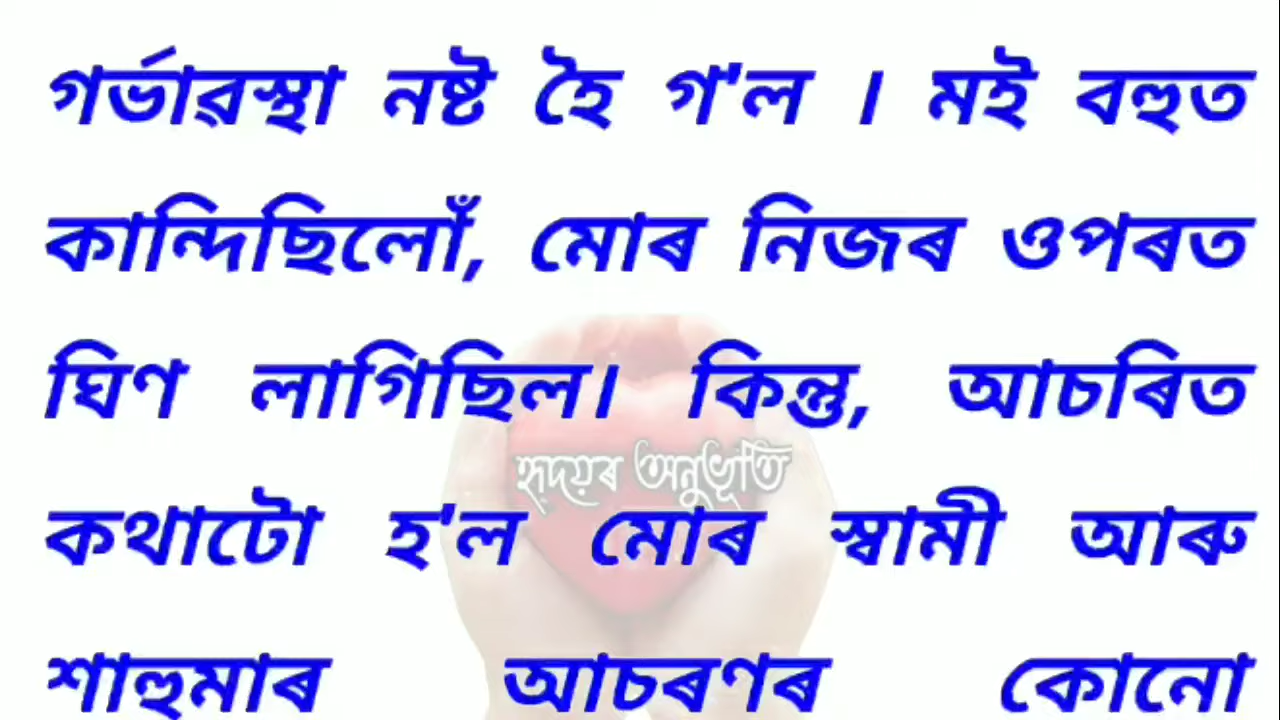 গৰ্ভাৱস্থা নষ্ট হৈ গ'ল । মই বহুত
কান্দিছিলোঁ, মোৰ নিজৰ ওপৰত
ঘিণ লাগিছিল। কিন্তু, আচৰিত
হৃদয়ৰ অনুভূতি
কথাটো হ'ল মোৰ স্বামী আৰু
শাহুমাৰ আচৰণৰ কোনো